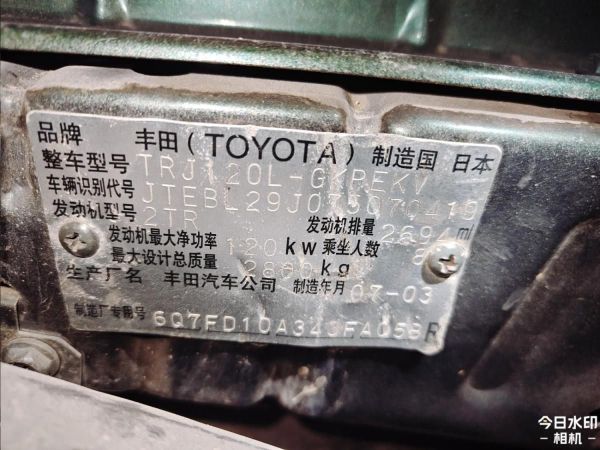 品牌 丰田(TOYOTA) 制造国 日本
整车型号 TRJ120L-GKPEKV
车辆识别代号
发动机型号 2TR 发动机排量 2694ml
发动机最大净功率 120 kw 乘坐人数
最大设计总质量 kg
生产厂名 丰田汽车公司 制造年月 07-03
制造厂专用号
今日水印
-相机-